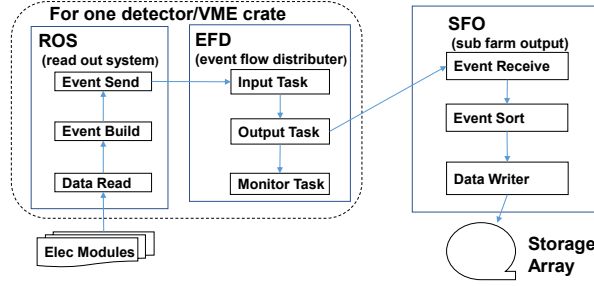 For one detector/VME crate
ROS
(read out system)
Event Send
Event Build
Data Read
Elec Modules
EFD
(event flow distributer)
Input Task
Output Task
Monitor Task
SFO
(sub farm output)
Event Receive
Event Sort
Data Writer
Storage
Array